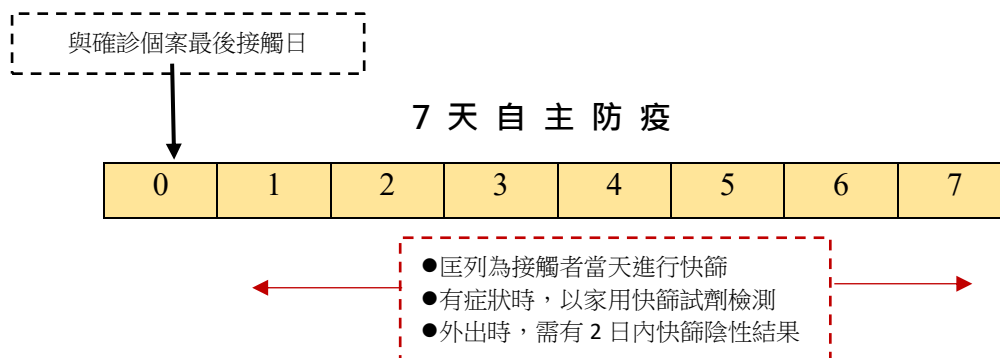 與確診個案最後接觸日
7 天 自 主 防 疫
0 1 2 3 4 5 6 7
●匡列為接觸者當天進行快篩
●有症狀時，以家用快篩試劑檢測
●外出時，需有 2 日內快篩陰性結果